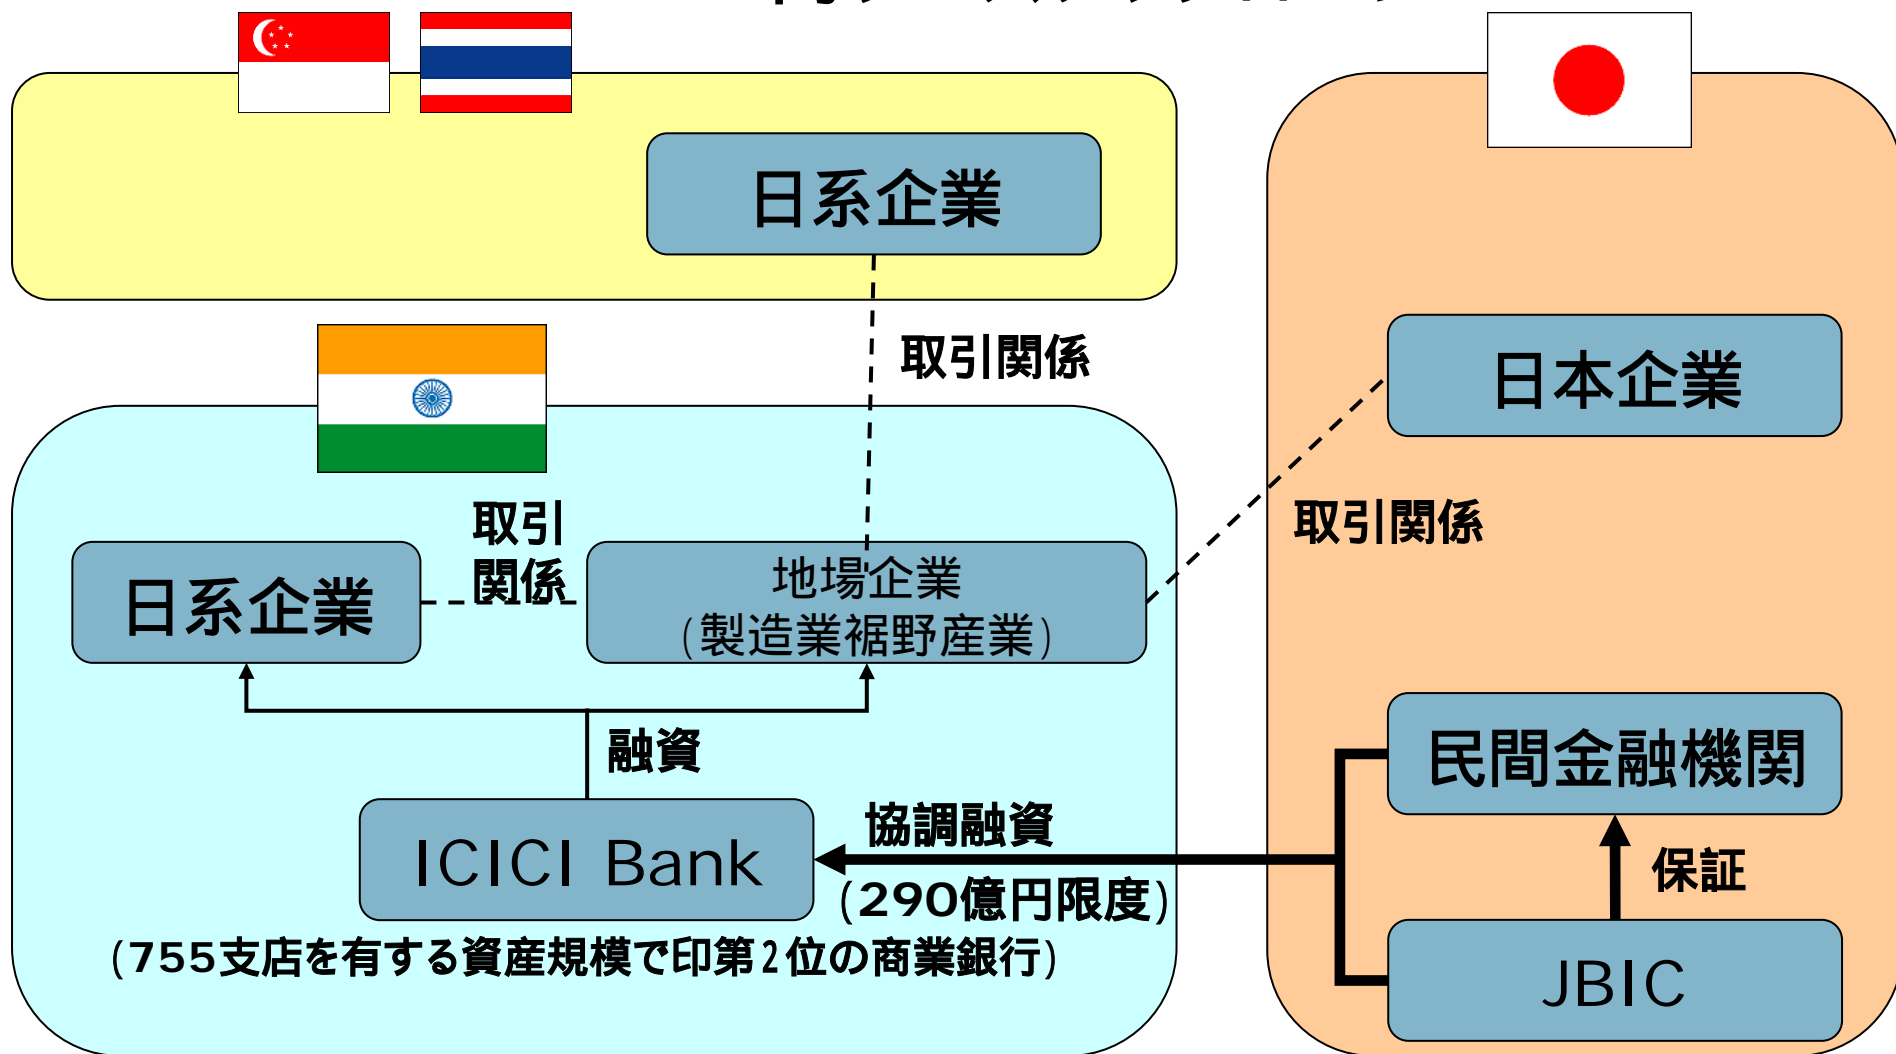 日系企業
取引関係
日本企業
取引
関係
取引関係
日系企業
地場企業
(製造業裾野産業)
融資
民間金融機関
協調融資
ICICI Bank
(290億円限度)
保証
(755支店を有する資産規模で印第2位の商業銀行)
JBIC